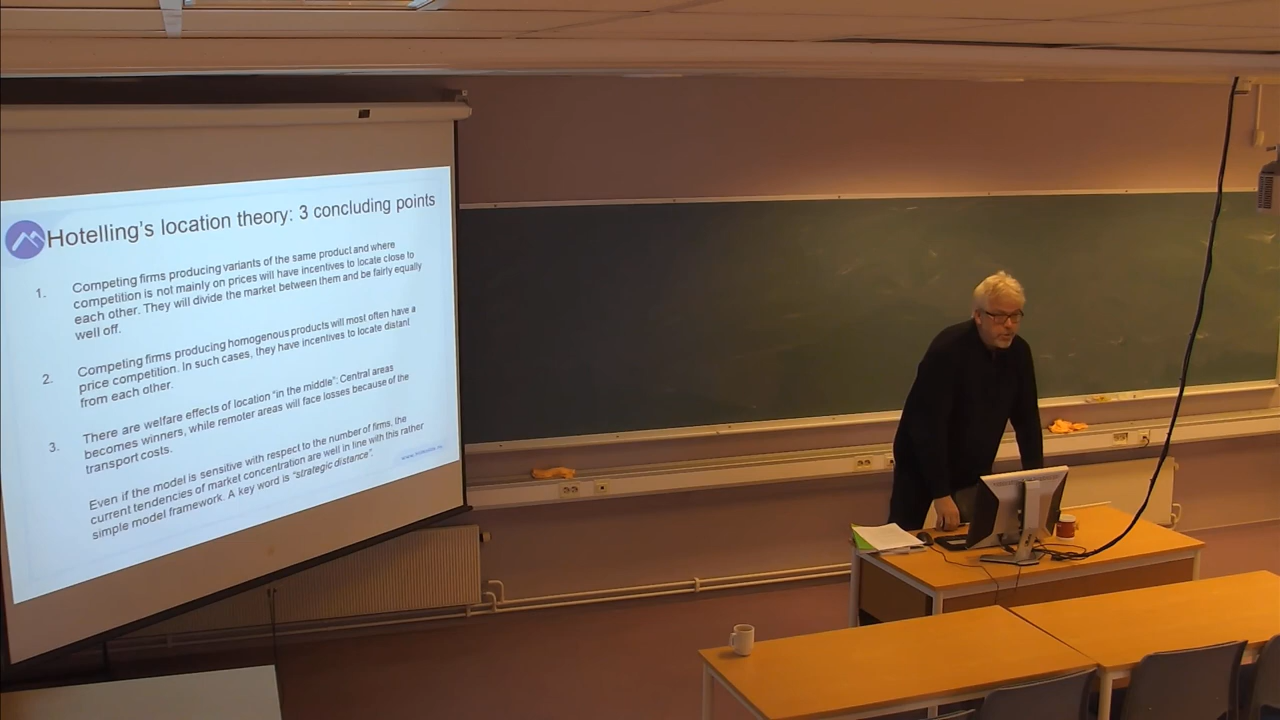 Hotelling's location theory: 3 concluding points
1. Competing firms producing variants of the same product and where
competition is not mainly on prices will have incentives to locate close to
each other. They will divide the market between them and be fairly equally
well off.
2. Competing firms producing homogenous products will most often have a
price competition. In such cases, they have incentives to locate distant
from each other.
3. There are welfare effects of location "in the middle": Central areas
becomes winners, while remoter areas will face losses because of the
transport costs.
Even if the model is sensitive with respect to the number of firms, the
current tendencies of market concentration are well in line with this rather
simple model framework. A key word is "strategic distance".